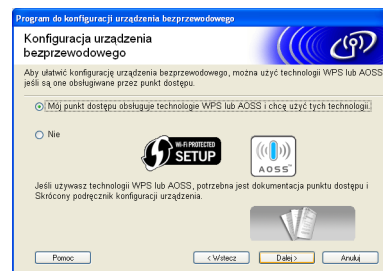 Program do konfiguracji urządzenia bezprzewodowego
Konfiguracja urządzenia
bezprzewodowego
Aby ułatwić konfigurację urządzenia bezprzewodowego, można użyć technologii WPS lub AOSS
jeśli są one obsługiwane przez punkt dostępu.
Mój punkt dostępu obsługuje technologie WPS lub AOSS i chcę użyć tych technologii.
Nie
WI-FI PROTECTED
SETUP
AOSS
Jeśli używasz technologii WPS lub AOSS, potrzebna jest dokumentacja punktu dostępu i
Skrócony podręcznik konfiguracji urządzenia.
Pomoc
< Wstecz
Dalej >
Anuluj